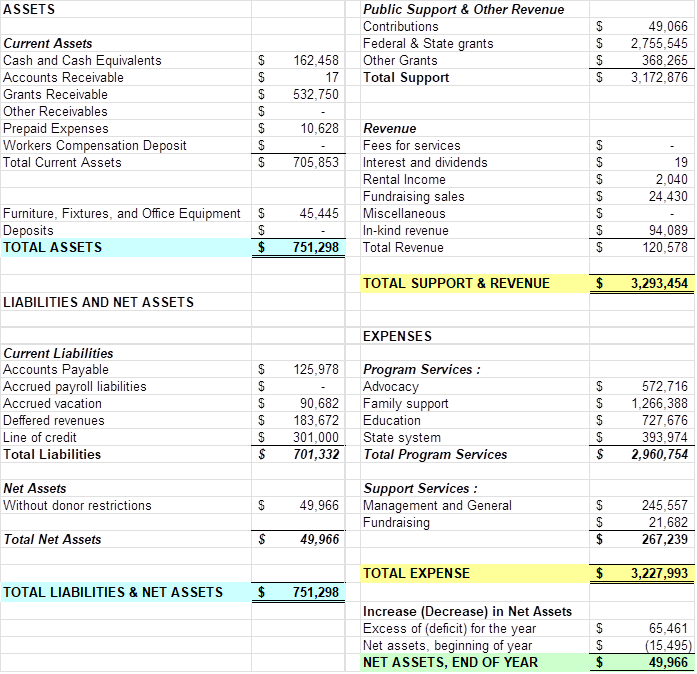 ASSETS
Current Assets
Cash and Cash Equivalents $ 162,458
Accounts Receivable $ 17
Grants Receivable $ 532,750
Other Receivables $ -
Prepaid Expenses $ 10,628
Workers Compensation Deposit $ -
Total Current Assets $ 705,853
Furniture, Fixtures, and Office Equipment $ 45,445
Deposits $ -
TOTAL ASSETS $ 751,298
LIABILITIES AND NET ASSETS
Current Liabilities
Accounts Payable $ 125,978
Accrued payroll liabilities $ -
Accrued vacation $ 90,682
Deffered revenues $ 183,672
Line of credit $ 301,000
Total Liabilities $ 701,332
Net Assets
Without donor restrictions $ 49,966
Total Net Assets $ 49,966
TOTAL LIABILITIES & NET ASSETS $ 751,298
Public Support & Other Revenue
Contributions $ 49,066
Federal & State grants $ 2,755,545
Other Grants $ 368,265
Total Support $ 3,172,876
Revenue
Fees for services $ -
Interest and dividends $ 19
Rental Income $ 2,040
Fundraising sales $ 24,430
Miscellaneous $ -
In-kind revenue $ 94,089
Total Revenue $ 120,578
TOTAL SUPPORT & REVENUE $ 3,293,454
EXPENSES
Program Services :
Advocacy $ 572,716
Family support $ 1,266,388
Education $ 727,676
State system $ 393,974
Total Program Services $ 2,960,754
Support Services :
Management and General $ 245,557
Fundraising $ 21,682
$ 267,239
TOTAL EXPENSE $ 3,227,993
Increase (Decrease) in Net Assets
Excess of (deficit) for the year $ 65,461
Net assets, beginning of year $ (15,495)
NET ASSETS, END OF YEAR $ 49,966